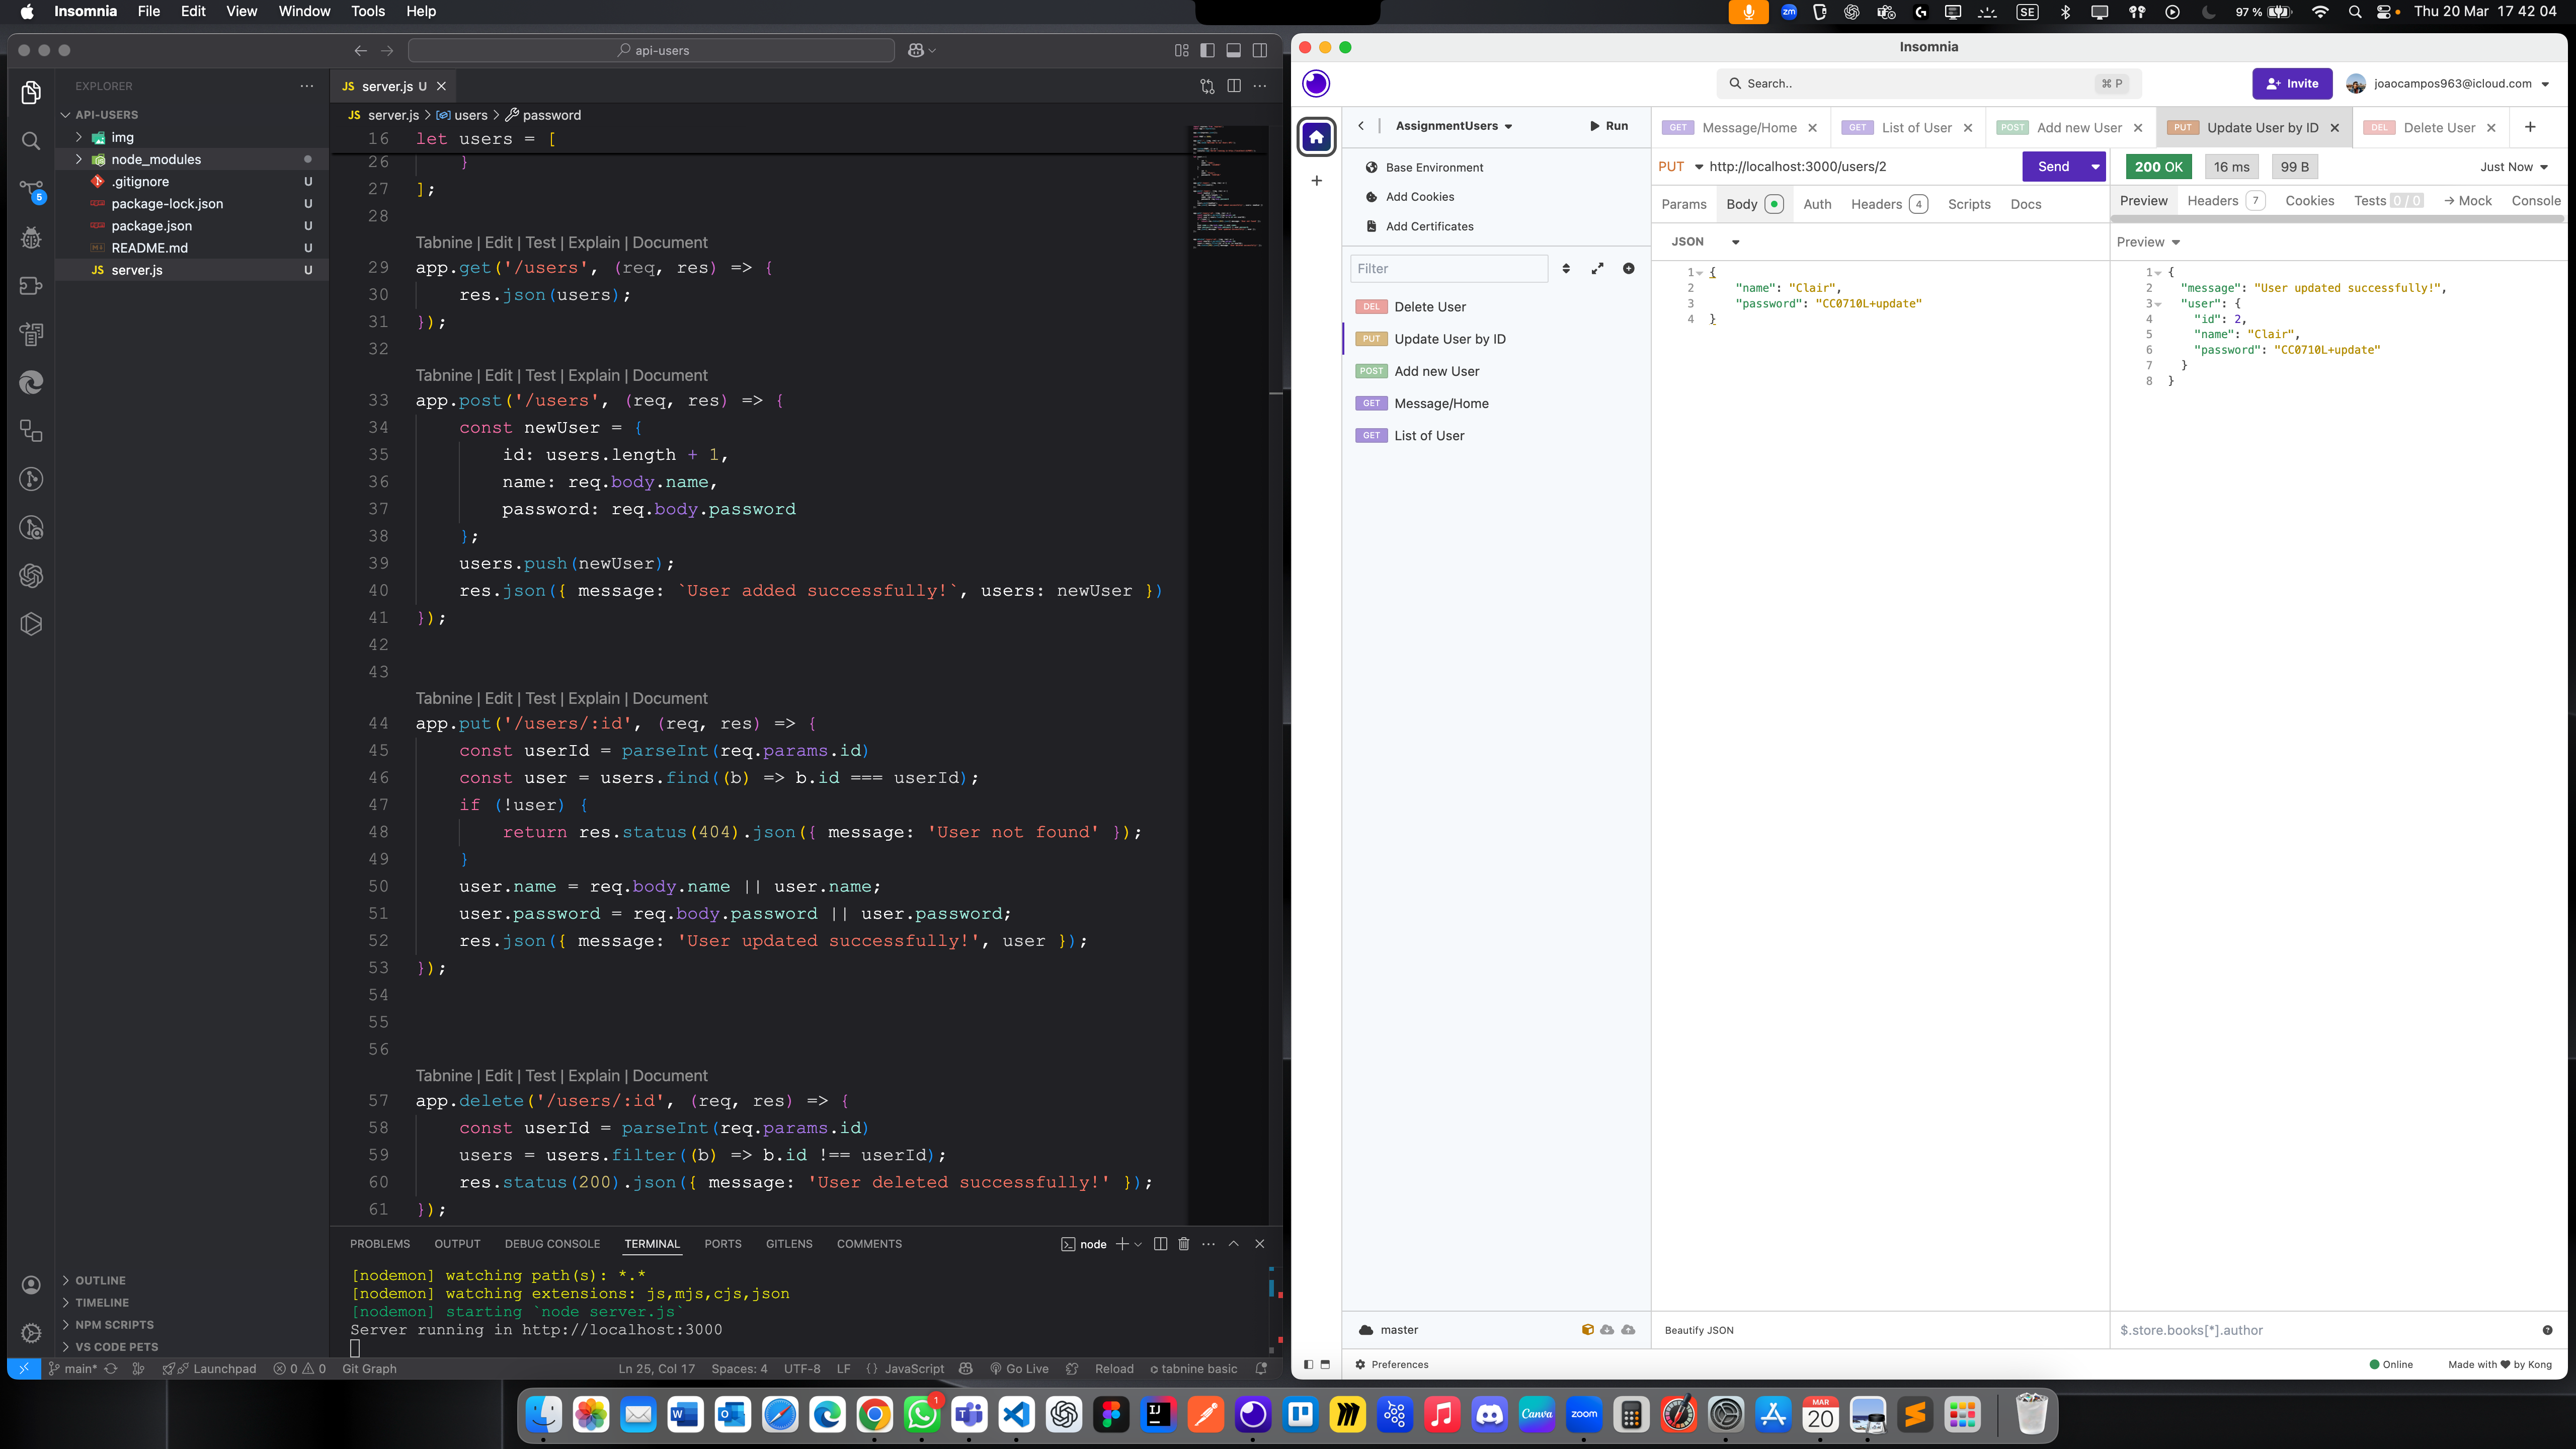 Insomnia File Edit View Window Tools Help
zm SE 97 % Thu 20 Mar 17 42 04
api-users
EXPLORER
API-USERS
img
node_modules
.gitignore U
package-lock.json U
package.json U
README.md U
JS server.js U
OUTLINE
TIMELINE
NPM SCRIPTS
VS CODE PETS
5
JS server.js U
JS server.js > users > password
16 let users = [
26 }
27 ];
28
Tabnine | Edit | Test | Explain | Document
29 app.get('/users', (req, res) => {
30 res.json(users);
31 });
32
Tabnine | Edit | Test | Explain | Document
33 app.post('/users', (req, res) => {
34 const newUser = {
35 id: users.length + 1,
36 name: req.body.name,
37 password: req.body.password
38 };
39 users.push(newUser);
40 res.json({ message: `User added successfully!`, users: newUser })
41 });
42
43
Tabnine | Edit | Test | Explain | Document
44 app.put('/users/:id', (req, res) => {
45 const userId = parseInt(req.params.id)
46 const user = users.find((b) => b.id === userId);
47 if (!user) {
48 return res.status(404).json({ message: 'User not found' });
49 }
50 user.name = req.body.name || user.name;
51 user.password = req.body.password || user.password;
52 res.json({ message: 'User updated successfully!', user });
53 });
54
55
56
Tabnine | Edit | Test | Explain | Document
57 app.delete('/users/:id', (req, res) => {
58 const userId = parseInt(req.params.id)
59 users = users.filter((b) => b.id !== userId);
60 res.status(200).json({ message: 'User deleted successfully!' });
61 });
PROBLEMS OUTPUT DEBUG CONSOLE TERMINAL PORTS GITLENS COMMENTS node
[nodemon] watching path(s): *.*
[nodemon] watching extensions: js,mjs,cjs,json
[nodemon] starting `node server.js`
Server running in http://localhost:3000
main* Launchpad 0 0 Git Graph Ln 25, Col 17 Spaces: 4 UTF-8 LF {} JavaScript Go Live Reload tabnine basic
Insomnia
Search.. ⌘ P Invite joaocampos963@icloud.com
AssignmentUsers Run
Base Environment
Add Cookies
Add Certificates
Filter
DEL Delete User
PUT Update User by ID
POST Add new User
GET Message/Home
GET List of User
master
Preferences
GET Message/Home GET List of User POST Add new User PUT Update User by ID DEL Delete User
PUT http://localhost:3000/users/2 Send
Params Body Auth Headers 4 Scripts Docs
JSON
1 {
2 "name": "Clair",
3 "password": "CC0710L+update"
4 }
Beautify JSON
200 OK 16 ms 99 B Just Now
Preview Headers 7 Cookies Tests 0 / 0 → Mock Console
Preview
1 {
2 "message": "User updated successfully!",
3 "user": {
4 "id": 2,
5 "name": "Clair",
6 "password": "CC0710L+update"
7 }
8 }
$.store.books[*].author
Online Made with ♥ by Kong
1 IJ Canva zoom MAR 20